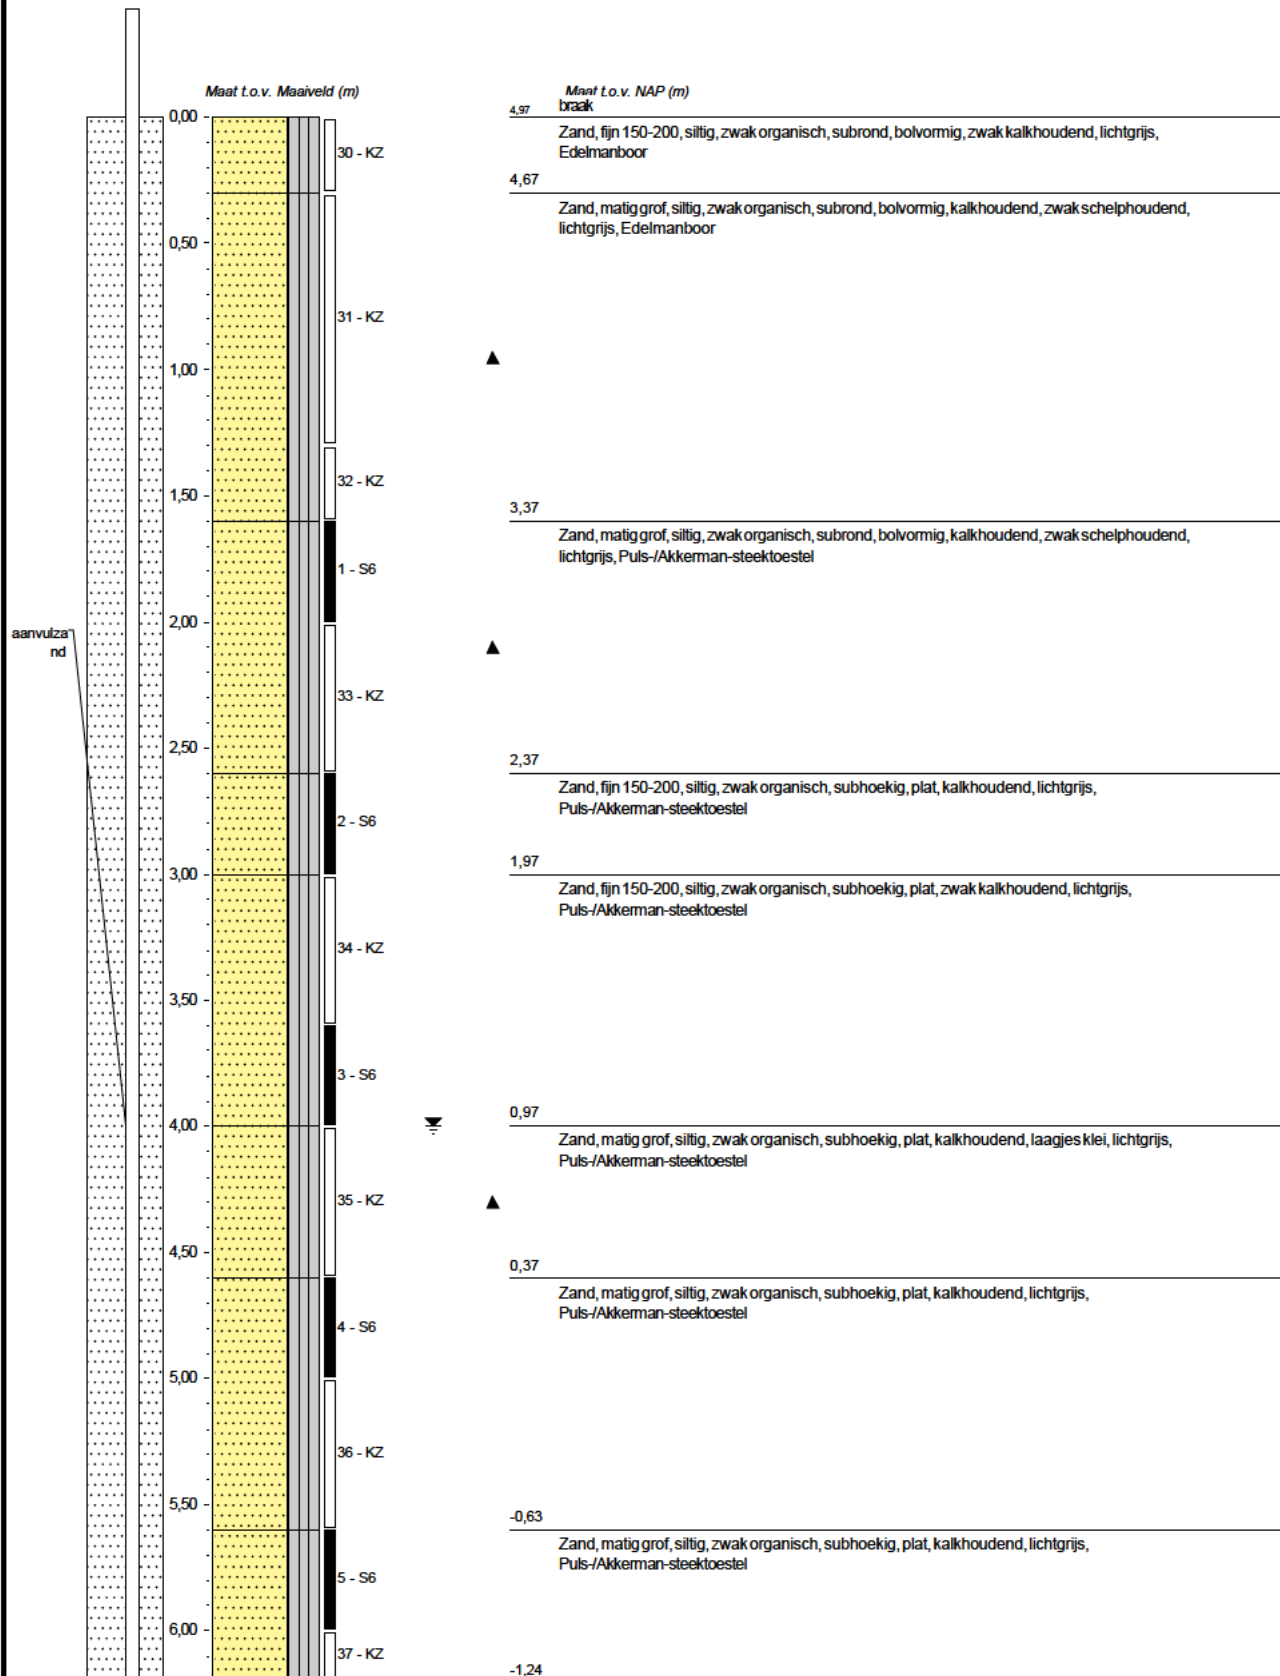 Maat t.o.v. Maaiveld (m)
Maat t.o.v. NAP (m)
4,97 braak
0,00
Zand, fijn 150-200, siltig, zwak organisch, subrond, bolvormig, zwak kalkhoudend, lichtgrijs,
Edelmanboor
30 - KZ
4,67
Zand, matig grof, siltig, zwak organisch, subrond, bolvormig, kalkhoudend, zwak schelphoudend,
lichtgrijs, Edelmanboor
0,50
31 - KZ
1,00
32 - KZ
1,50
3,37
Zand, matig grof, siltig, zwak organisch, subrond, bolvormig, kalkhoudend, zwak schelphoudend,
lichtgrijs, Puls-/Akkerman-steektoestel
1 - S6
2,00
aanvulza
nd
33 - KZ
2,50
2,37
Zand, fijn 150-200, siltig, zwak organisch, subhoekig, plat, kalkhoudend, lichtgrijs,
Puls-/Akkerman-steektoestel
2 - S6
1,97
3,00
Zand, fijn 150-200, siltig, zwak organisch, subhoekig, plat, zwak kalkhoudend, lichtgrijs,
Puls-/Akkerman-steektoestel
34 - KZ
3,50
3 - S6
0,97
4,00
Zand, matig grof, siltig, zwak organisch, subhoekig, plat, kalkhoudend, laagjes klei, lichtgrijs,
Puls-/Akkerman-steektoestel
35 - KZ
4,50
0,37
Zand, matig grof, siltig, zwak organisch, subhoekig, plat, kalkhoudend, lichtgrijs,
Puls-/Akkerman-steektoestel
4 - S6
5,00
36 - KZ
5,50
-0,63
Zand, matig grof, siltig, zwak organisch, subhoekig, plat, kalkhoudend, lichtgrijs,
Puls-/Akkerman-steektoestel
5 - S6
6,00
37 - KZ
-1,24